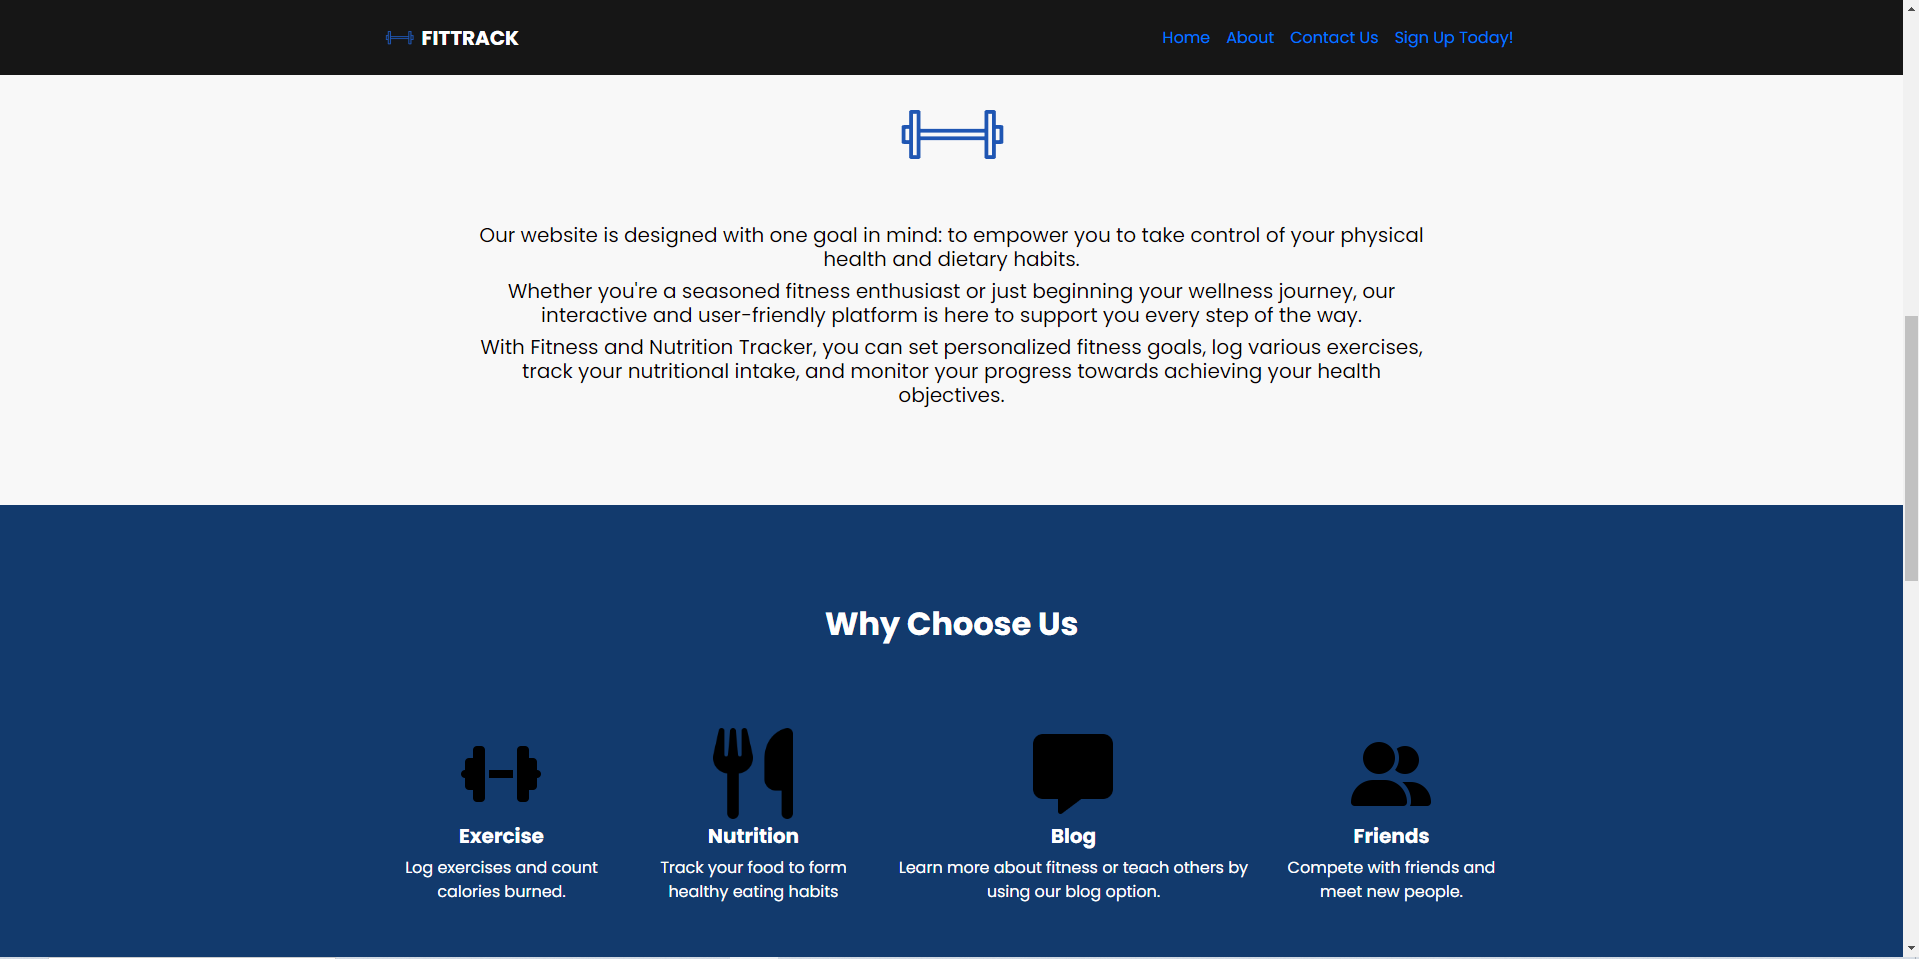 FITTRACK
Home About Contact Us Sign Up Today!
Our website is designed with one goal in mind: to empower you to take control of your physical
health and dietary habits.
Whether you're a seasoned fitness enthusiast or just beginning your wellness journey, our
interactive and user-friendly platform is here to support you every step of the way.
With Fitness and Nutrition Tracker, you can set personalized fitness goals, log various exercises,
track your nutritional intake, and monitor your progress towards achieving your health
objectives.
Why Choose Us
Exercise
Log exercises and count
calories burned.
Nutrition
Track your food to form
healthy eating habits
Blog
Learn more about fitness or teach others by
using our blog option.
Friends
Compete with friends and
meet new people.